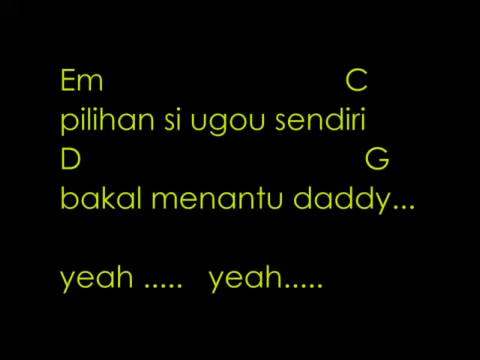 Em C
pilihan si ugou sendiri
D G
bakal menantu daddy...
yeah ..... yeah.....